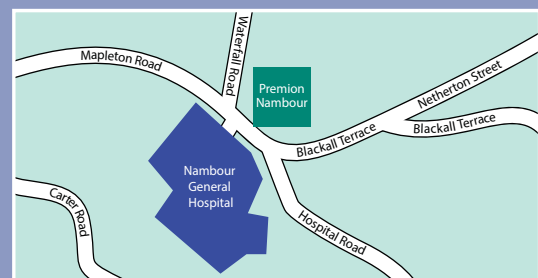 Mapleton Road
Waterfall Road
Premion
Nambour
Netherton Street
Blackall Terrace
Blackall Terrace
Nambour
General
Hospital
Carter Road
Hospital Road